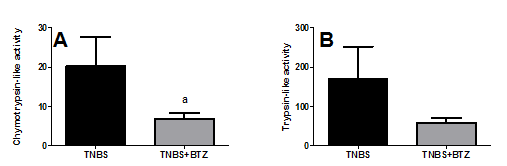 A
Chymotrypsin-like activity
30
20
10
0
a
TNBS
TNBS+BTZ
B
Trypsin-like activity
300
200
100
0
TNBS
TNBS+BTZ